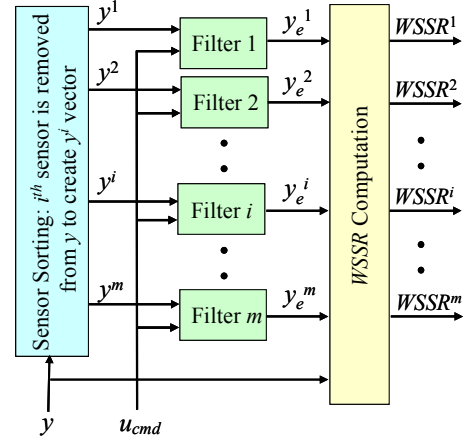 Sensor Sorting: i^th sensor is removed
from y to create y^i vector
y^1
Filter 1
y_e^1
WSSR^1
y^2
Filter 2
y_e^2
WSSR^2
y^i
Filter i
y_e^i
WSSR^i
y^m
Filter m
y_e^m
WSSR^m
WSSR Computation
y
u_cmd